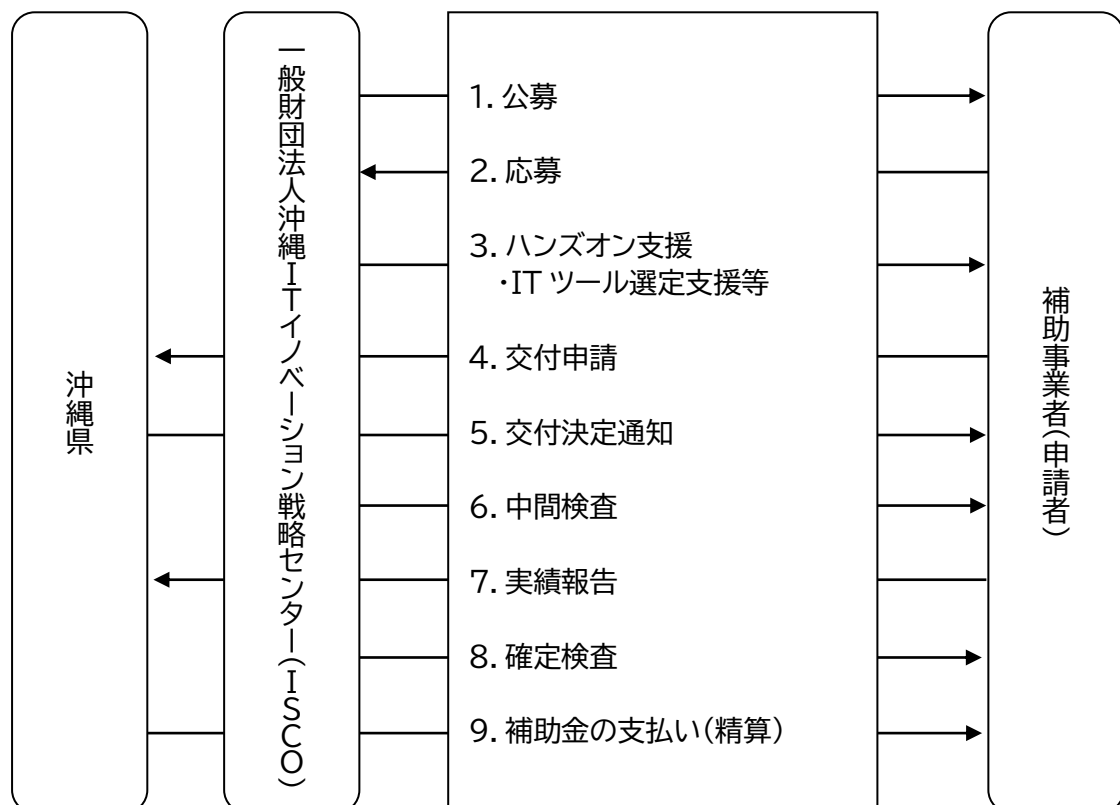 沖縄県
一般財団法人沖縄ITイノベーション戦略センター(ISCO)
1. 公募
2. 応募
3. ハンズオン支援
・IT ツール選定支援等
4. 交付申請
5. 交付決定通知
6. 中間検査
7. 実績報告
8. 確定検査
9. 補助金の支払い(精算)
補助事業者(申請者)